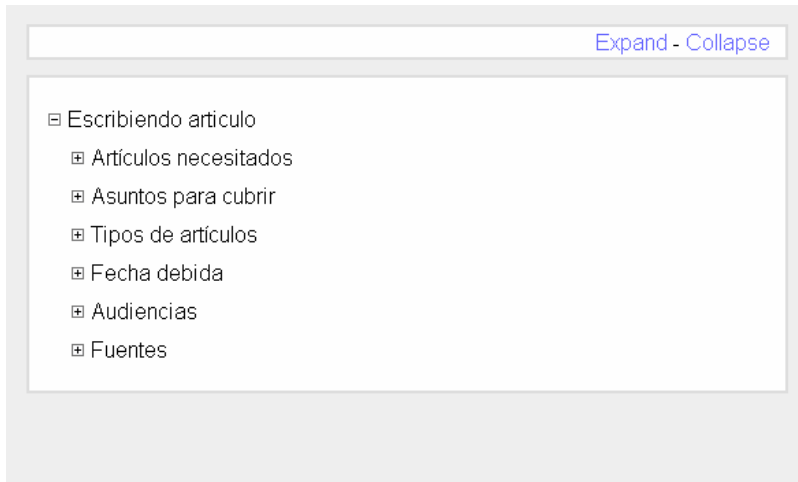 Expand - Collapse
Escribiendo articulo
Artículos necesitados
Asuntos para cubrir
Tipos de artículos
Fecha debida
Audiencias
Fuentes